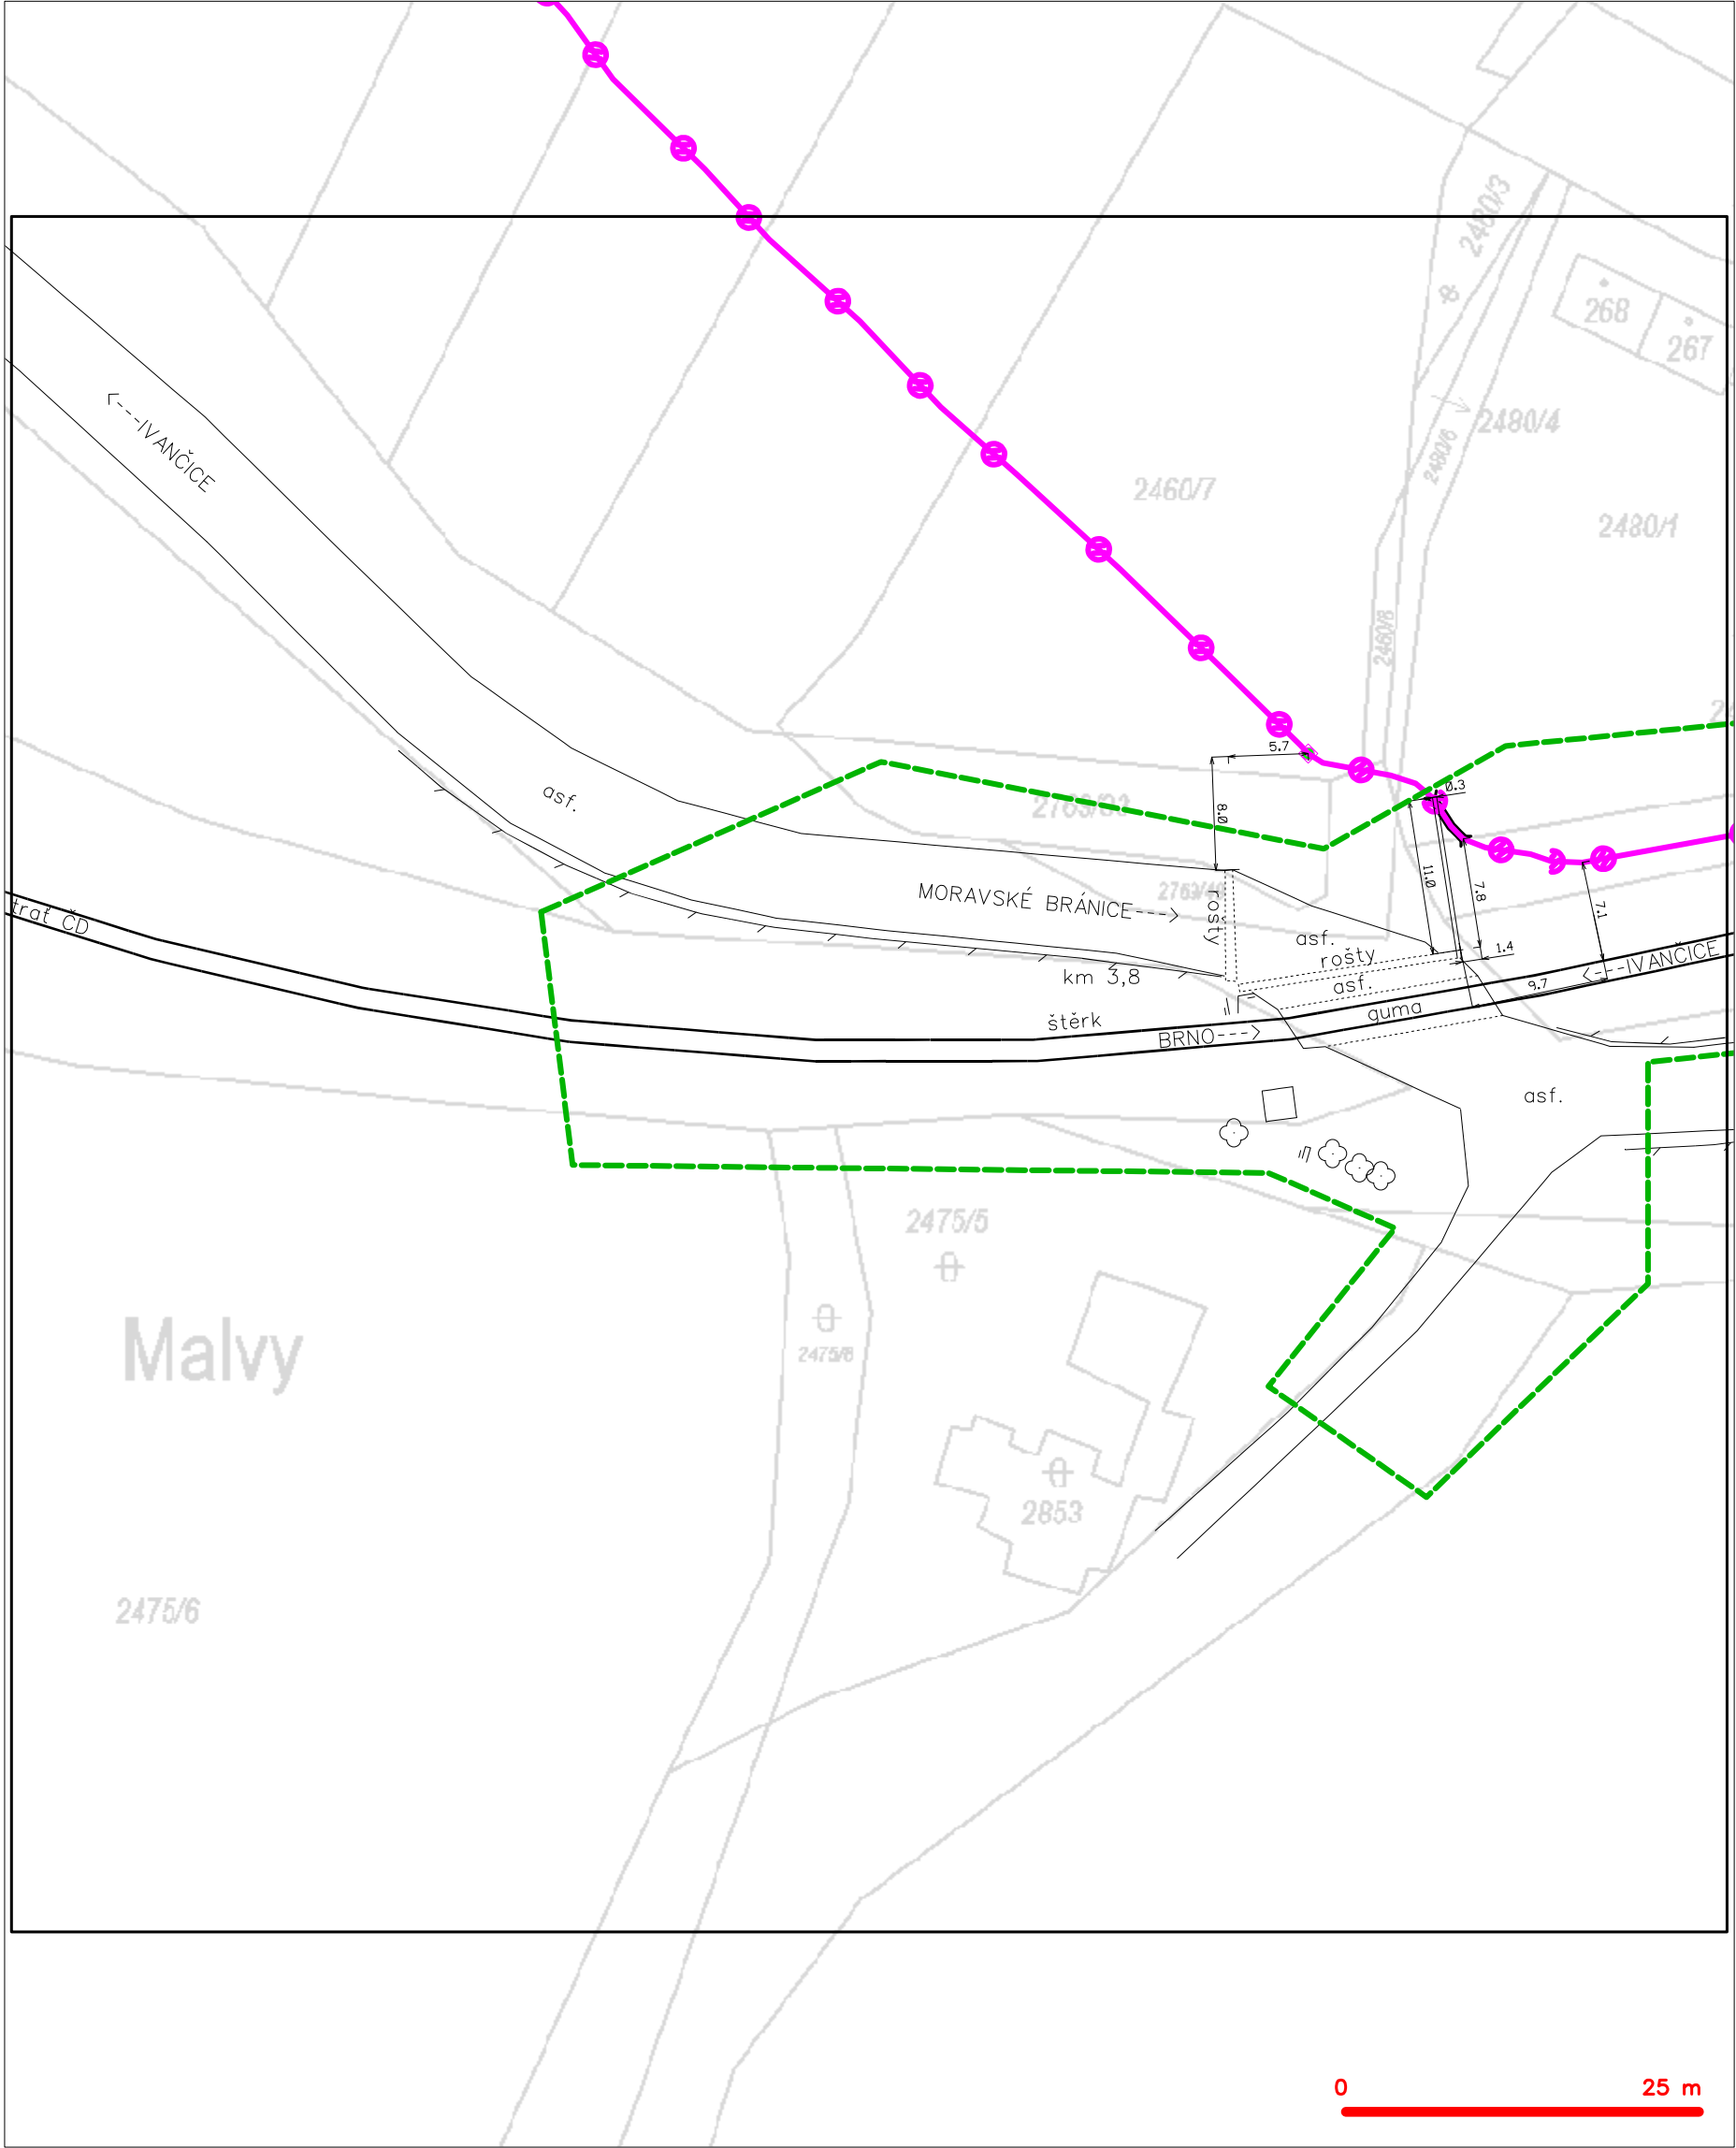 2480/3
268
267
<---IVANČICE
2480/4
2480/6
2460/7
2480/1
2460/8
5.7
0.3
8.0
asf.
MORAVSKÉ BRÁNICE--->
rošty
11.0
7.8
7.1
trať ČD
asf.
rošty
1.4
<---IVANČICE
km 3,8
asf.
9.7
štěrk
guma
BRNO--->
asf.
2475/5
2475/8
Malvy
2853
2475/6
0 25 m